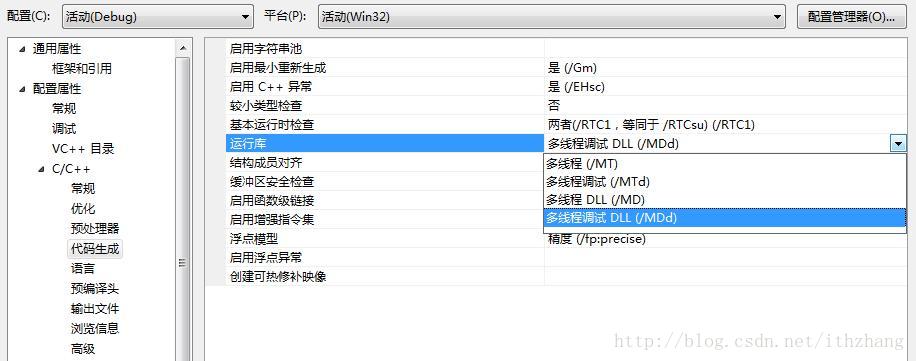 配置(C): 活动(Debug) 平台(P): 活动(Win32) 配置管理器(O)...
通用属性
框架和引用
配置属性
常规
调试
VC++ 目录
C/C++
常规
优化
预处理器
代码生成
语言
预编译头
输出文件
浏览信息
高级
启用字符串池
启用最小重新生成 是 (/Gm)
启用 C++ 异常 是 (/EHsc)
较小类型检查 否
基本运行时检查 两者(/RTC1，等同于 /RTCsu) (/RTC1)
运行库 多线程调试 DLL (/MDd)
结构成员对齐
缓冲区安全检查
启用函数级链接
启用增强指令集
浮点模型 精度 (/fp:precise)
启用浮点异常
创建可热修补映像
多线程 (/MT)
多线程调试 (/MTd)
多线程 DLL (/MD)
多线程调试 DLL (/MDd)
http://blog.csdn.net/ithzhang